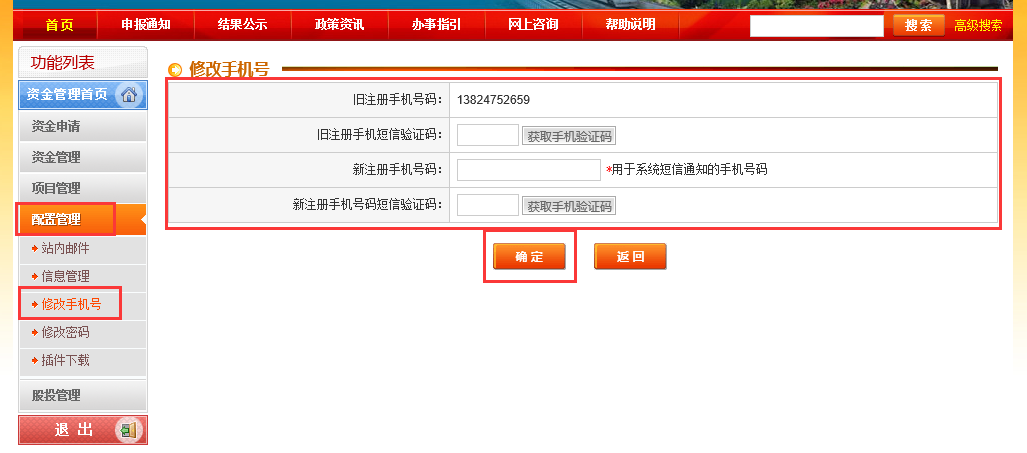 首页 申报通知 结果公示 政策资讯 办事指引 网上咨询 帮助说明 搜索 高级搜索
功能列表
资金管理首页
资金申请
资金管理
项目管理
配置管理
站内邮件
信息管理
修改手机号
修改密码
插件下载
股投管理
退 出
修改手机号
旧注册手机号码： 13824752659
旧注册手机短信验证码： 获取手机验证码
新注册手机号码： *用于系统短信通知的手机号码
新注册手机号码短信验证码： 获取手机验证码
确 定 返 回